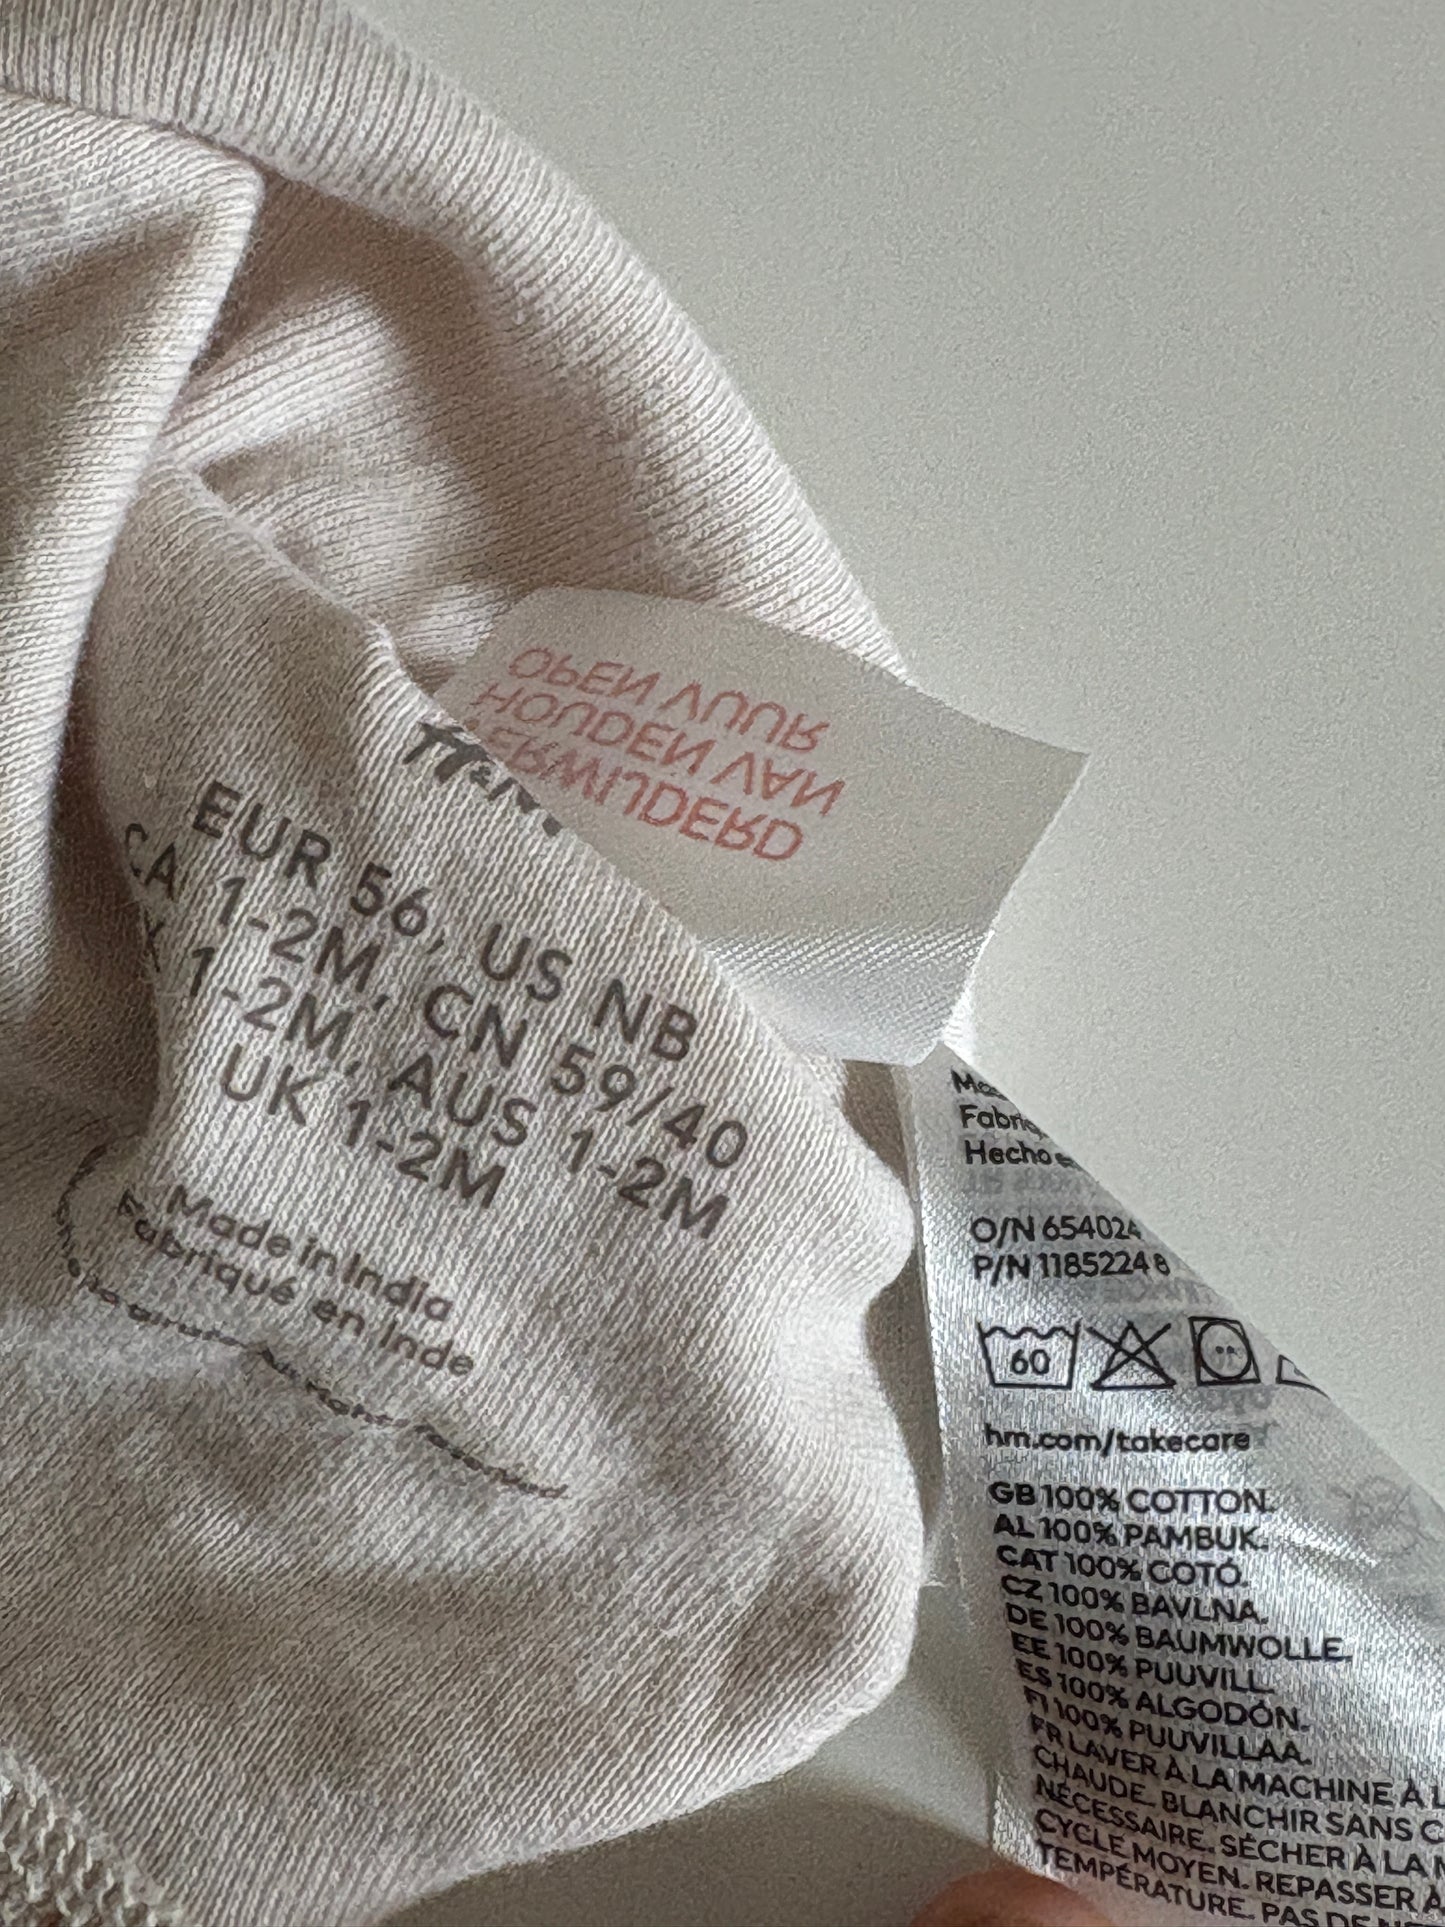 OPEN VUUR
HOUDEN VAN
VERWIJDERD
H&M
EUR 56, US NB
CA 1-2M, CN 59/40
1-2M, AUS 1-2M
UK 1-2M
Made in India
Fabriqué en Inde
Hecho
O/N 654024
P/N 1185224 8
60
hm.com/takecare
GB 100% COTTON.
AL 100% PAMBUK.
CAT 100% COTÓ.
CZ 100% BAVLNA.
DE 100% BAUMWOLLE.
EE 100% PUUVILL.
ES 100% ALGODÓN.
FI 100% PUUVILLAA.
FR LAVER À LA MACHINE À
CHAUDE. BLANCHIR SANS
NÉCESSAIRE. SÉCHER À LA
CYCLE MOYEN. REPASSER À
TEMPÉRATURE. PAS DE